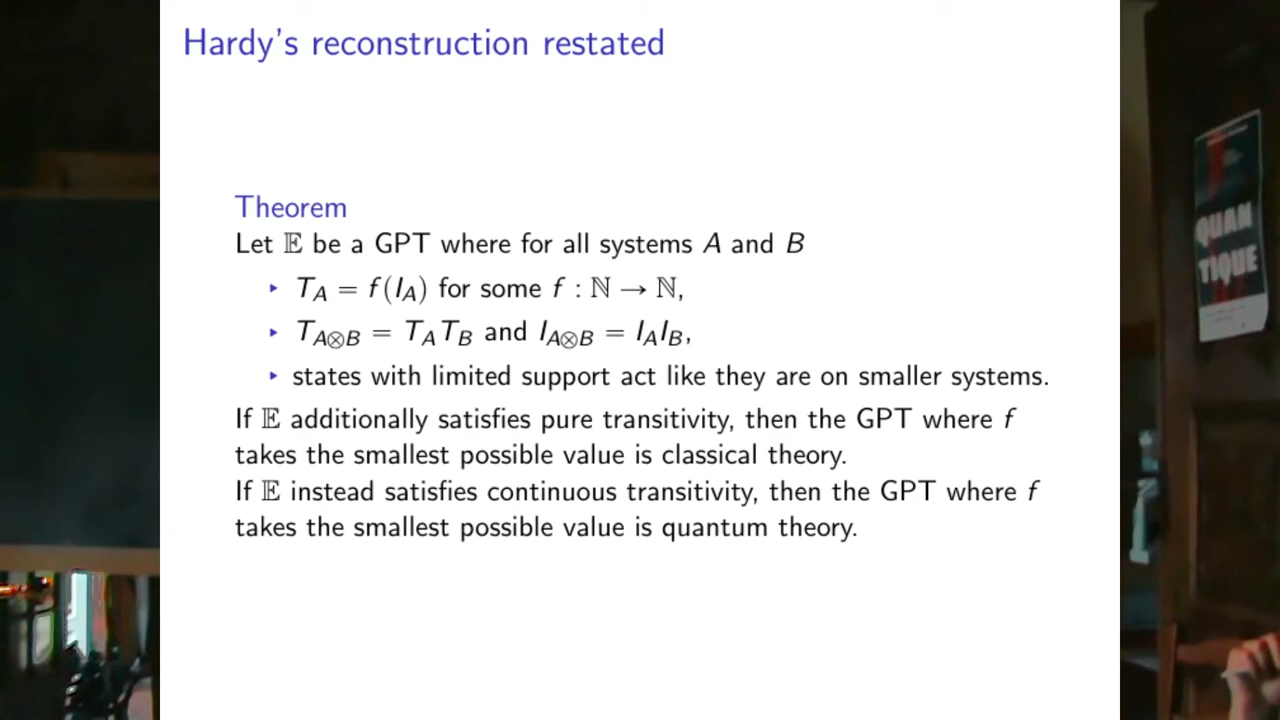 Hardy's reconstruction restated
Theorem
Let 𝔼 be a GPT where for all systems A and B
▸ T_A = f(I_A) for some f : ℕ → ℕ,
▸ T_{A⊗B} = T_A T_B and I_{A⊗B} = I_A I_B,
▸ states with limited support act like they are on smaller systems.
If 𝔼 additionally satisfies pure transitivity, then the GPT where f
takes the smallest possible value is classical theory.
If 𝔼 instead satisfies continuous transitivity, then the GPT where f
takes the smallest possible value is quantum theory.
QUAN
TIQUE